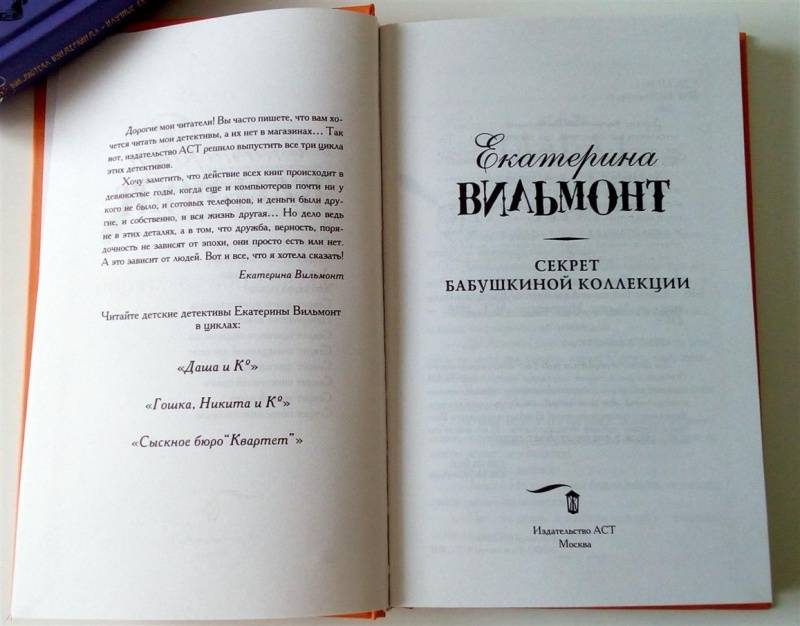 БИБЛИОТЕКА ВУНДЕРКИНДА - НАУЧНЫЕ
Дорогие мои читатели! Вы часто пишете, что вам хо-
чется читать мои детективы, а их нет в магазинах... Так
вот, издательство АСТ решило выпустить все три цикла
этих детективов.
Хочу заметить, что действие всех книг происходит в
девяностые годы, когда еще и компьютеров почти ни у
кого не было, и сотовых телефонов, и деньги были дру-
гие, и собственно, и вся жизнь другая... Но дело ведь
не в этих деталях, а в том, что дружба, верность, поря-
дочность не зависят от эпохи, они просто есть или нет.
А это зависит от людей. Вот и все, что я хотела сказать!
Екатерина Вильмонт
Читайте детские детективы Екатерины Вильмонт
в циклах:
«Даша и Кº»
«Гошка, Никита и Кº»
«Сыскное бюро "Квартет"»
Екатерина
ВИЛЬМОНТ
СЕКРЕТ
БАБУШКИНОЙ КОЛЛЕКЦИИ
Издательство АСТ
Москва